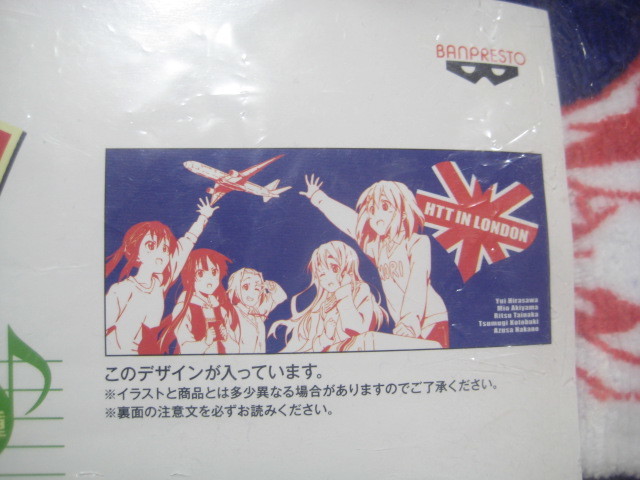 BANPRESTO
HTT IN LONDON
Yui Hirasawa
Mio Akiyama
Ritsu Tainaka
Tsumugi Kotobuki
Azusa Nakano
このデザインが入っています。
※イラストと商品とは多少異なる場合がありますのでご了承ください。
※裏面の注意文を必ずお読みください。